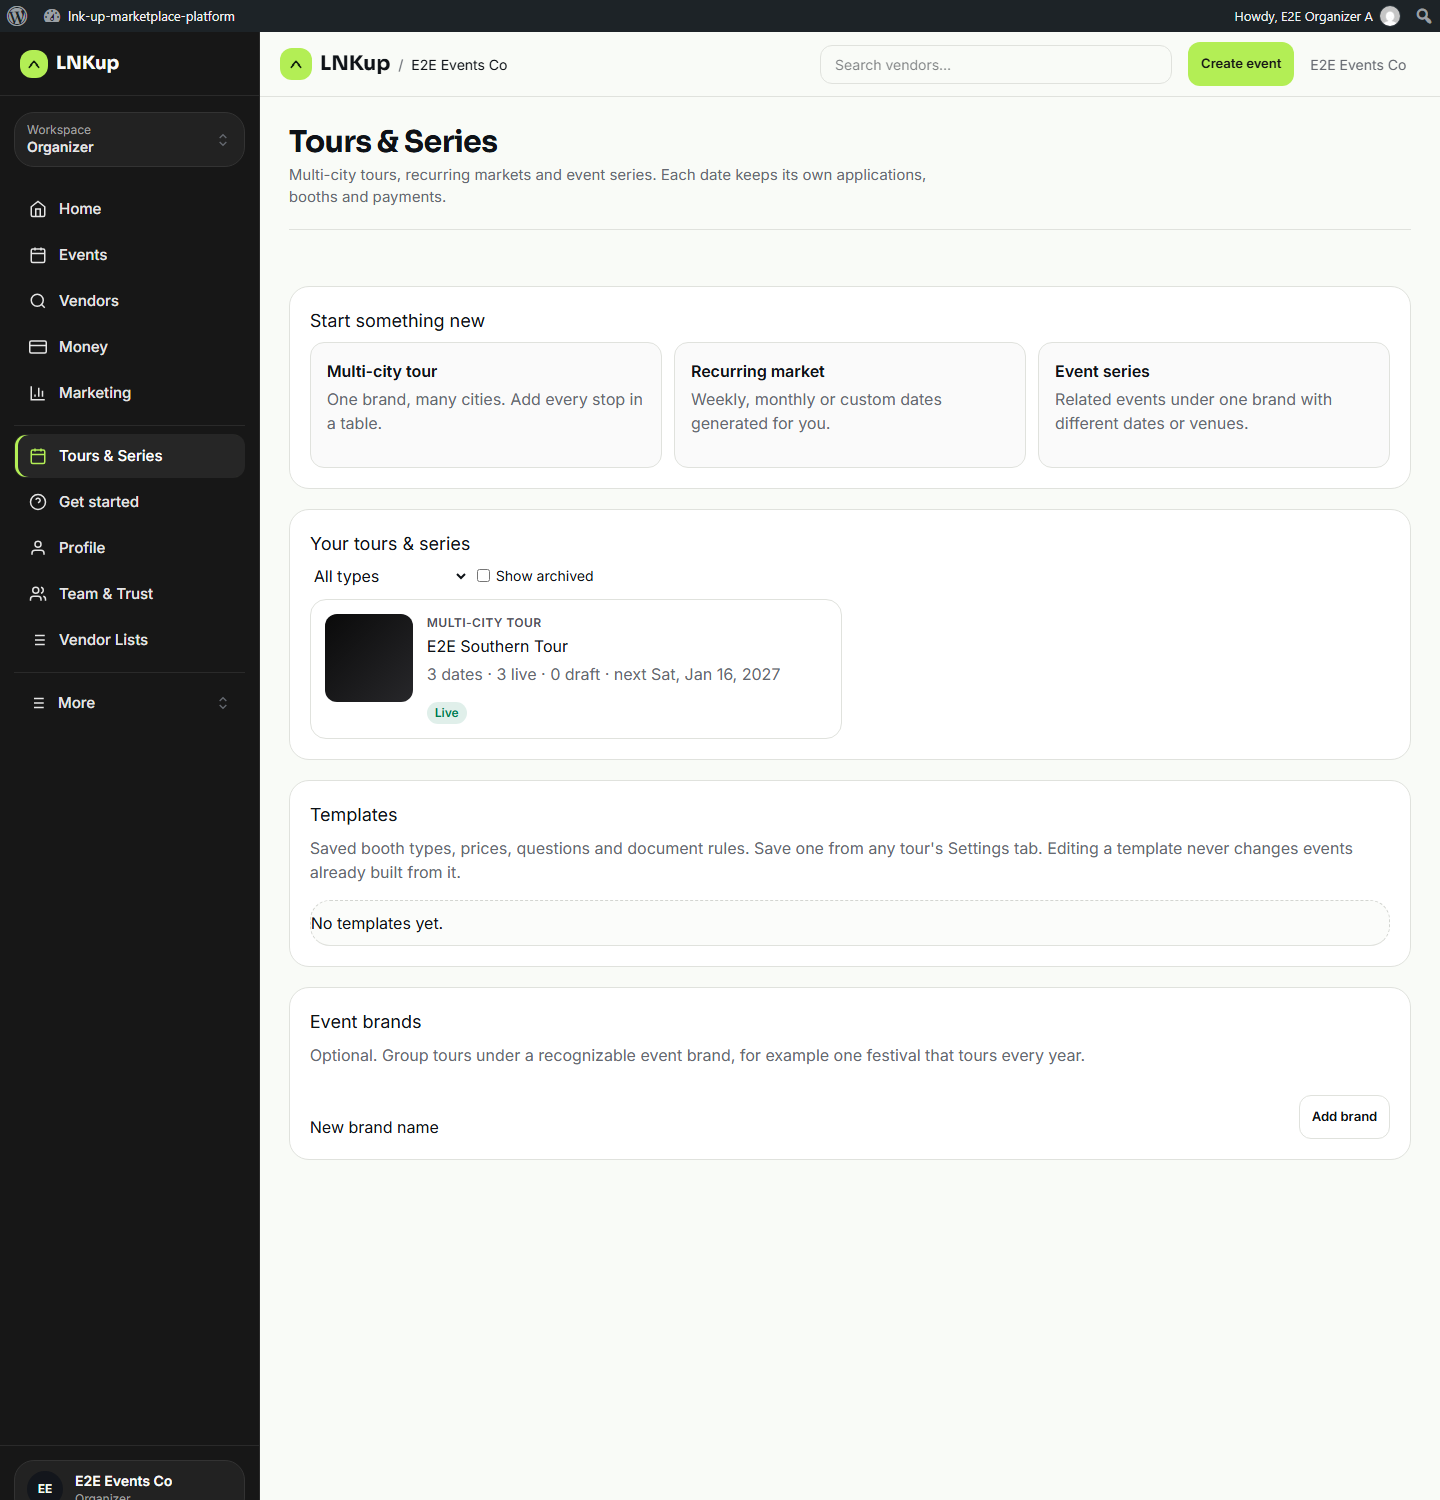 lnk-up-marketplace-platform
Howdy, E2E Organizer A
LNKup
Workspace
Organizer
Home
Events
Vendors
Money
Marketing
Tours & Series
Get started
Profile
Team & Trust
Vendor Lists
More
EE
E2E Events Co
Organizer
LNKup / E2E Events Co
Search vendors...
Create event
E2E Events Co
Tours & Series
Multi-city tours, recurring markets and event series. Each date keeps its own applications,
booths and payments.
Start something new
Multi-city tour
One brand, many cities. Add every stop in
a table.
Recurring market
Weekly, monthly or custom dates
generated for you.
Event series
Related events under one brand with
different dates or venues.
Your tours & series
All types
Show archived
MULTI-CITY TOUR
E2E Southern Tour
3 dates · 3 live · 0 draft · next Sat, Jan 16, 2027
Live
Templates
Saved booth types, prices, questions and document rules. Save one from any tour's Settings tab. Editing a template never changes events
already built from it.
No templates yet.
Event brands
Optional. Group tours under a recognizable event brand, for example one festival that tours every year.
New brand name
Add brand